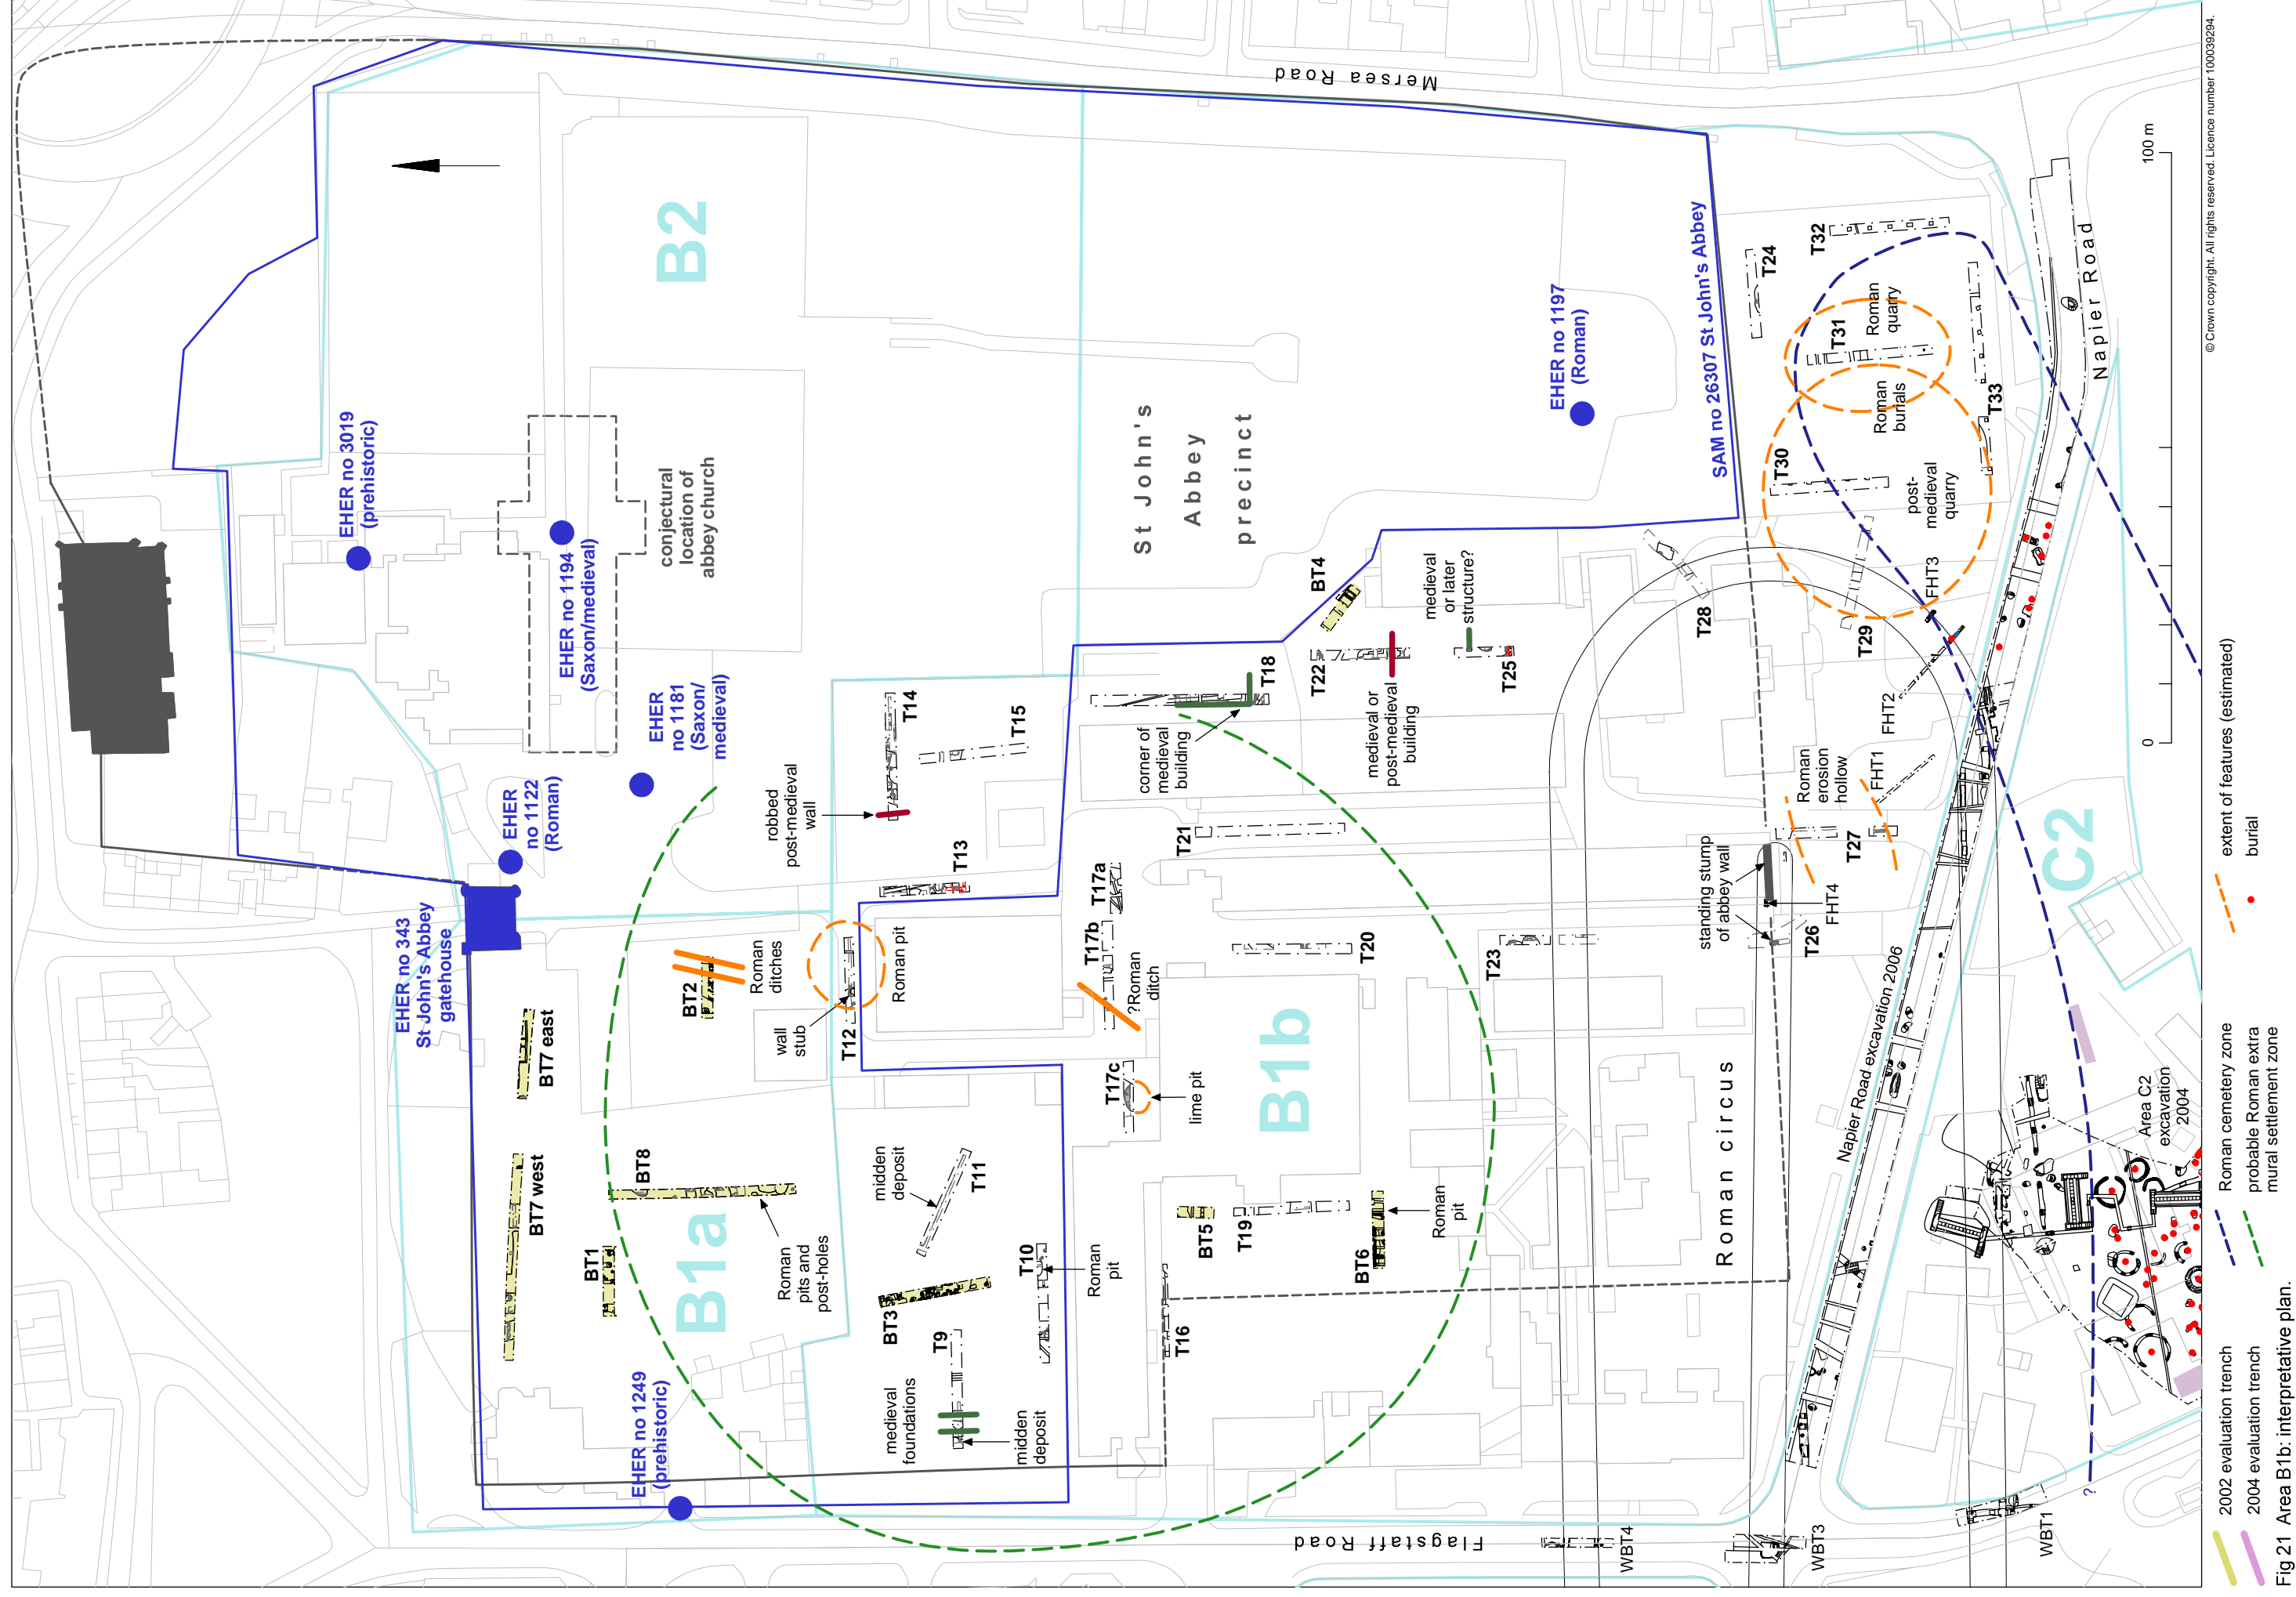 Mersea Road
B2
EHER no 3019
(prehistoric)
EHER no 1194
(Saxon/medieval)
conjectural
location of
abbey church
EHER
no 1181
(Saxon/
medieval)
EHER
no 1122
(Roman)
EHER no 343
St John's Abbey
gatehouse
St John's
Abbey
precinct
EHER no 1197
(Roman)
SAM no 26307 St John's Abbey
T24
T32
T31
Roman
quarry
Roman
burials
T33
T30
post-
medieval
quarry
Napier Road
FHT3
T29
T28
FHT2
FHT1
BT4
medieval
or later
structure?
T25
T22
medieval or
post-medieval
building
T18
corner of
medieval
building
T14
T15
robbed
post-medieval
wall
T13
T21
T17a
T17b
?Roman
ditch
T20
T23
Roman
erosion
hollow
T27
standing stump
of abbey wall
FHT4
T26
Napier Road excavation 2006
C2
BT2
Roman
ditches
Roman pit
wall
stub
T12
BT7 east
BT7 west
BT8
BT1
B1a
Roman
pits and
post-holes
midden
deposit
T11
T17c
lime pit
B1b
BT5
T19
BT6
Roman
pit
Roman circus
BT3
T10
Roman
pit
T9
medieval
foundations
midden
deposit
T16
EHER no 1249
(prehistoric)
Flagstaff Road
WBT4
WBT3
WBT1
?
Area C2
excavation
2004
0
100 m
© Crown copyright. All rights reserved. Licence number 100039294.
2002 evaluation trench
2004 evaluation trench
Roman cemetery zone
probable Roman extra
mural settlement zone
extent of features (estimated)
burial
Fig 21 Area B1b: interpretative plan.